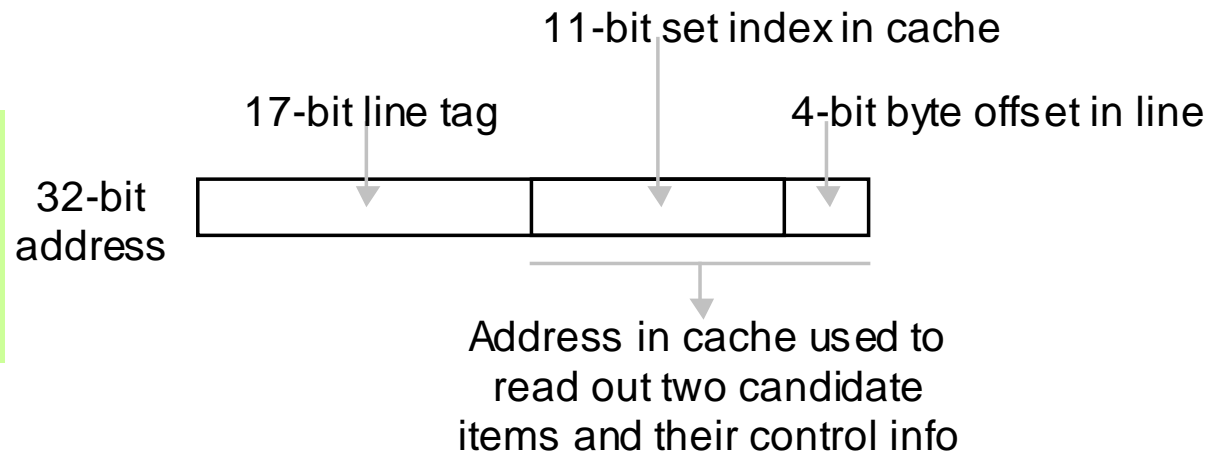 11-bit set index in cache
17-bit line tag
4-bit byte offset in line
32-bit
address
Address in cache used to
read out two candidate
items and their control info